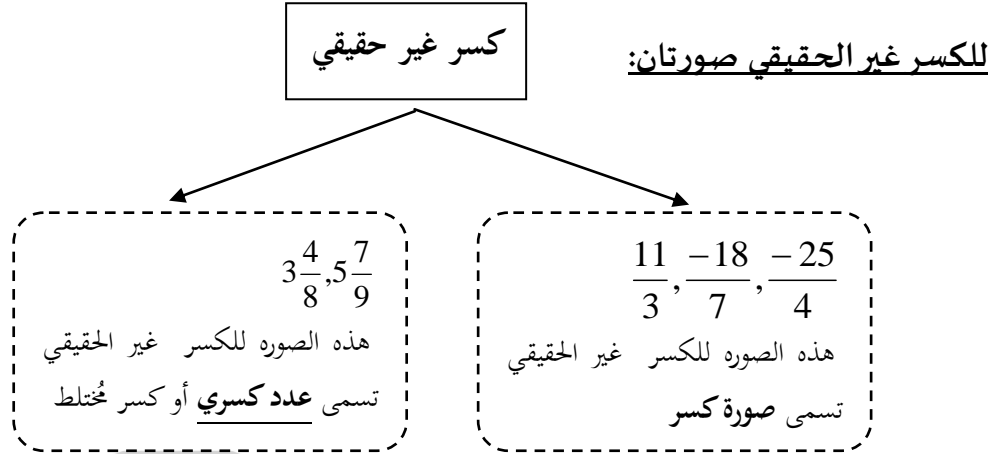 للكسر غير الحقيقي صورتان:
كسر غير حقيقي
11/3 , -18/7 , -25/4
هذه الصوره للكسر غير الحقيقي
تسمى صورة كسر
3 4/8 , 5 7/9
هذه الصوره للكسر غير الحقيقي
تسمى عدد كسري أو كسر مُختلط